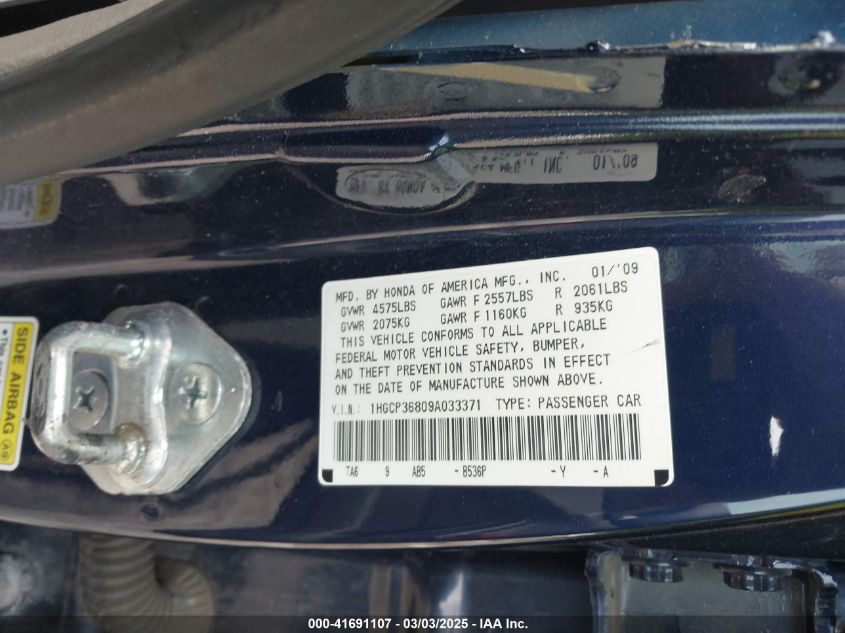 MFD. BY HONDA OF AMERICA MFG., INC. 01/'09
GVWR 4575LBS GAWR F 2557LBS R 2061LBS
GVWR 2075KG GAWR F 1160KG R 935KG
THIS VEHICLE CONFORMS TO ALL APPLICABLE
FEDERAL MOTOR VEHICLE SAFETY, BUMPER,
AND THEFT PREVENTION STANDARDS IN EFFECT
ON THE DATE OF MANUFACTURE SHOWN ABOVE.
V.I.N.: 1HGCP36809A033371 TYPE: PASSENGER CAR
TA6 9 AB5 - B536P - Y - A
SIDE AIRBAG
000-41691107 - 03/03/2025 - IAAI Inc.